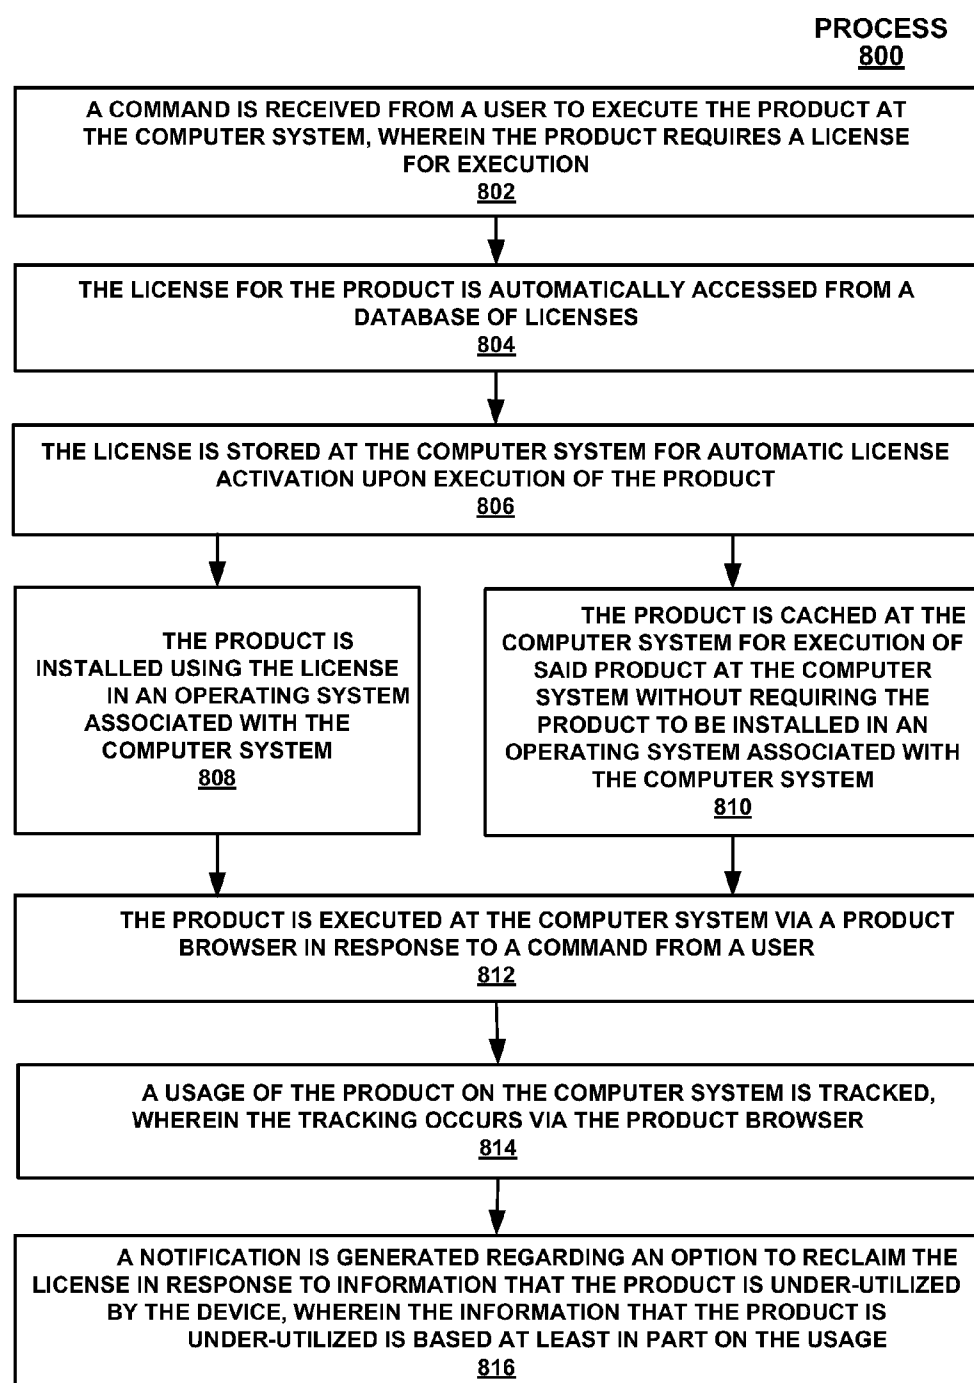 PROCESS
800
A COMMAND IS RECEIVED FROM A USER TO EXECUTE THE PRODUCT AT
THE COMPUTER SYSTEM, WHEREIN THE PRODUCT REQUIRES A LICENSE
FOR EXECUTION
802
THE LICENSE FOR THE PRODUCT IS AUTOMATICALLY ACCESSED FROM A
DATABASE OF LICENSES
804
THE LICENSE IS STORED AT THE COMPUTER SYSTEM FOR AUTOMATIC LICENSE
ACTIVATION UPON EXECUTION OF THE PRODUCT
806
THE PRODUCT IS
INSTALLED USING THE LICENSE
IN AN OPERATING SYSTEM
ASSOCIATED WITH THE
COMPUTER SYSTEM
808
THE PRODUCT IS CACHED AT THE
COMPUTER SYSTEM FOR EXECUTION OF
SAID PRODUCT AT THE COMPUTER
SYSTEM WITHOUT REQUIRING THE
PRODUCT TO BE INSTALLED IN AN
OPERATING SYSTEM ASSOCIATED WITH
THE COMPUTER SYSTEM
810
THE PRODUCT IS EXECUTED AT THE COMPUTER SYSTEM VIA A PRODUCT
BROWSER IN RESPONSE TO A COMMAND FROM A USER
812
A USAGE OF THE PRODUCT ON THE COMPUTER SYSTEM IS TRACKED,
WHEREIN THE TRACKING OCCURS VIA THE PRODUCT BROWSER
814
A NOTIFICATION IS GENERATED REGARDING AN OPTION TO RECLAIM THE
LICENSE IN RESPONSE TO INFORMATION THAT THE PRODUCT IS UNDER-UTILIZED
BY THE DEVICE, WHEREIN THE INFORMATION THAT THE PRODUCT IS
UNDER-UTILIZED IS BASED AT LEAST IN PART ON THE USAGE
816